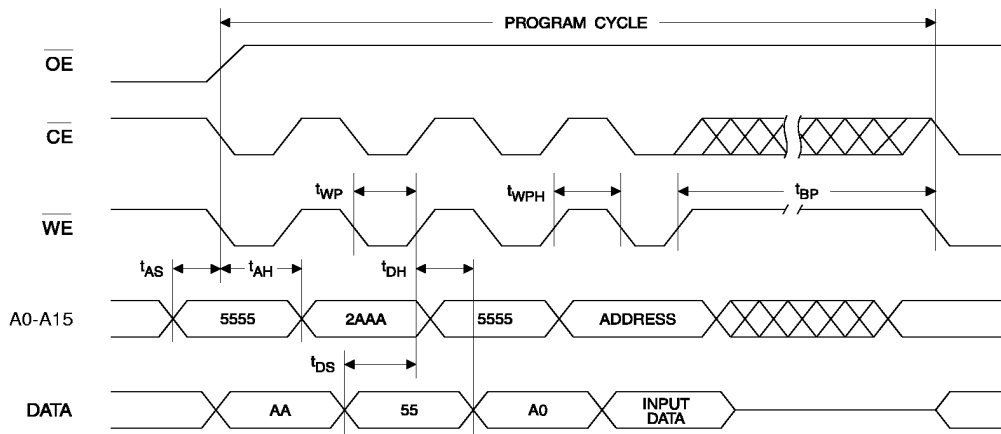 PROGRAM CYCLE
OE
CE
tWP
tWPH
tBP
WE
tAS
tAH
tDH
A0-A15
5555
2AAA
5555
ADDRESS
tDS
DATA
AA
55
A0
INPUT
DATA